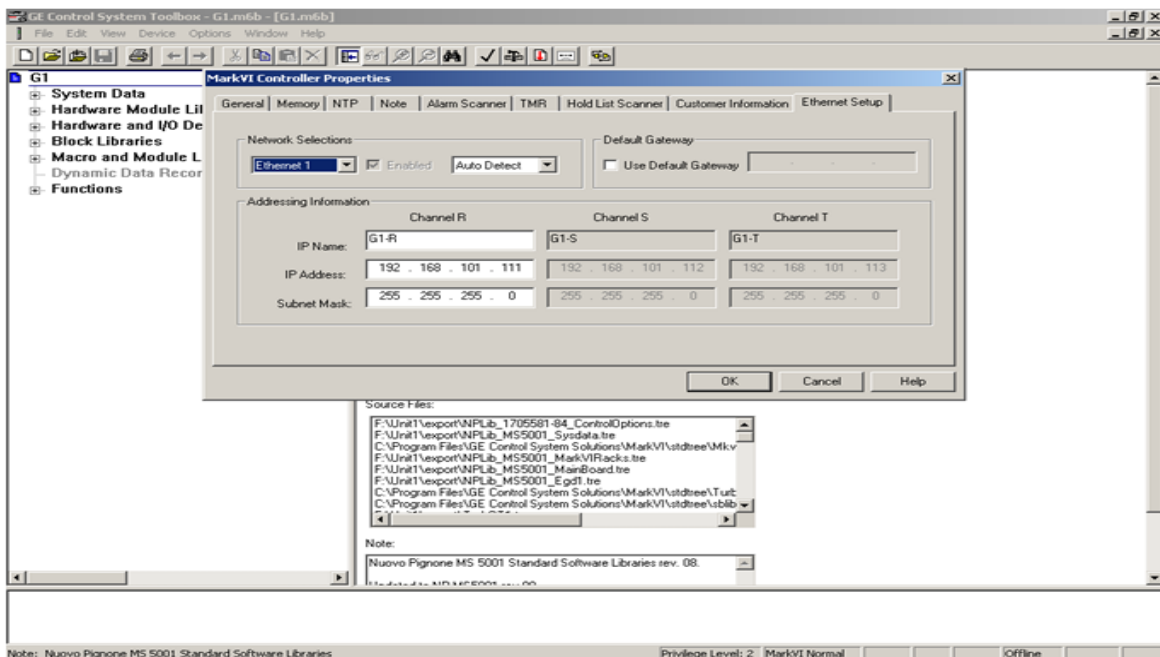 GE Control System Toolbox - G1.m6b - [G1.m6b]
File Edit View Device Options Window Help
G1
System Data
Hardware Module Lil
Hardware and I/O De
Block Libraries
Macro and Module L
Dynamic Data Recor
Functions
MarkVI Controller Properties
General Memory NTP Note Alarm Scanner TMR Hold List Scanner Customer Information Ethernet Setup
Network Selections
Ethernet 1 Enabled Auto Detect
Default Gateway
Use Default Gateway
Addressing Information
Channel R Channel S Channel T
IP Name: G1-R G1-S G1-T
IP Address: 192 . 168 . 101 . 111 192 . 168 . 101 . 112 192 . 168 . 101 . 113
Subnet Mask: 255 . 255 . 255 . 0 255 . 255 . 255 . 0 255 . 255 . 255 . 0
OK Cancel Help
Source Files:
F:\Unit1\export\NPLib_1705581-84_ControlOptions.tre
F:\Unit1\export\NPLib_MS5001_Sysdata.tre
C:\Program Files\GE Control System Solutions\MarkVI\stdtree\Mkv
F:\Unit1\export\NPLib_MS5001_MarkVIRacks.tre
F:\Unit1\export\NPLib_MS5001_MainBoard.tre
F:\Unit1\export\NPLib_MS5001_Egd1.tre
C:\Program Files\GE Control System Solutions\MarkVI\stdtree\Turb
C:\Program Files\GE Control System Solutions\MarkVI\stdtree\sblib
Note:
Nuovo Pignone MS 5001 Standard Software Libraries rev. 08.
Note: Nuovo Pignone MS 5001 Standard Software Libraries
Privilege Level: 2 MarkVI Normal Offline